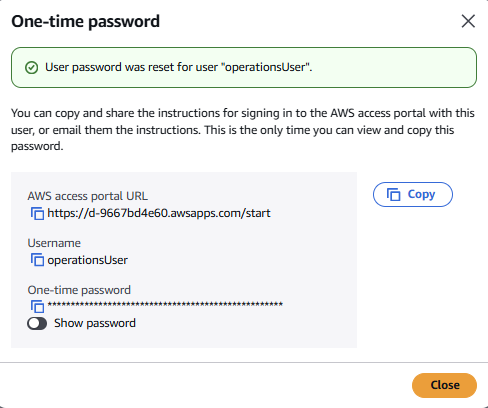 One-time password
User password was reset for user "operationsUser".
You can copy and share the instructions for signing in to the AWS access portal with this
user, or email them the instructions. This is the only time you can view and copy this
password.
AWS access portal URL
https://d-9667bd4e60.awsapps.com/start
Copy
Username
operationsUser
One-time password
**************************************************
Show password
Close